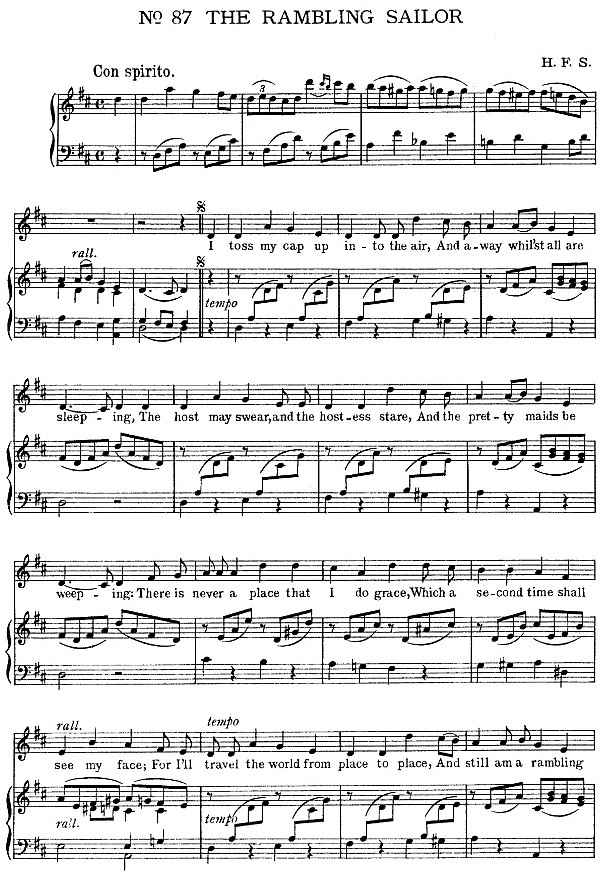 No 87 THE RAMBLING SAILOR
H. F. S.
Con spirito.
3
I toss my cap up in-to the air, And a-way whil'st all are
rall.
tempo
sleep-ing, The host may swear, and the host-ess stare, And the pret-ty maids be
weep-ing: There is never a place that I do grace, Which a se-cond time shall
rall.
tempo
see my face; For I'll travel the world from place to place, And still am a rambling
rall.
tempo